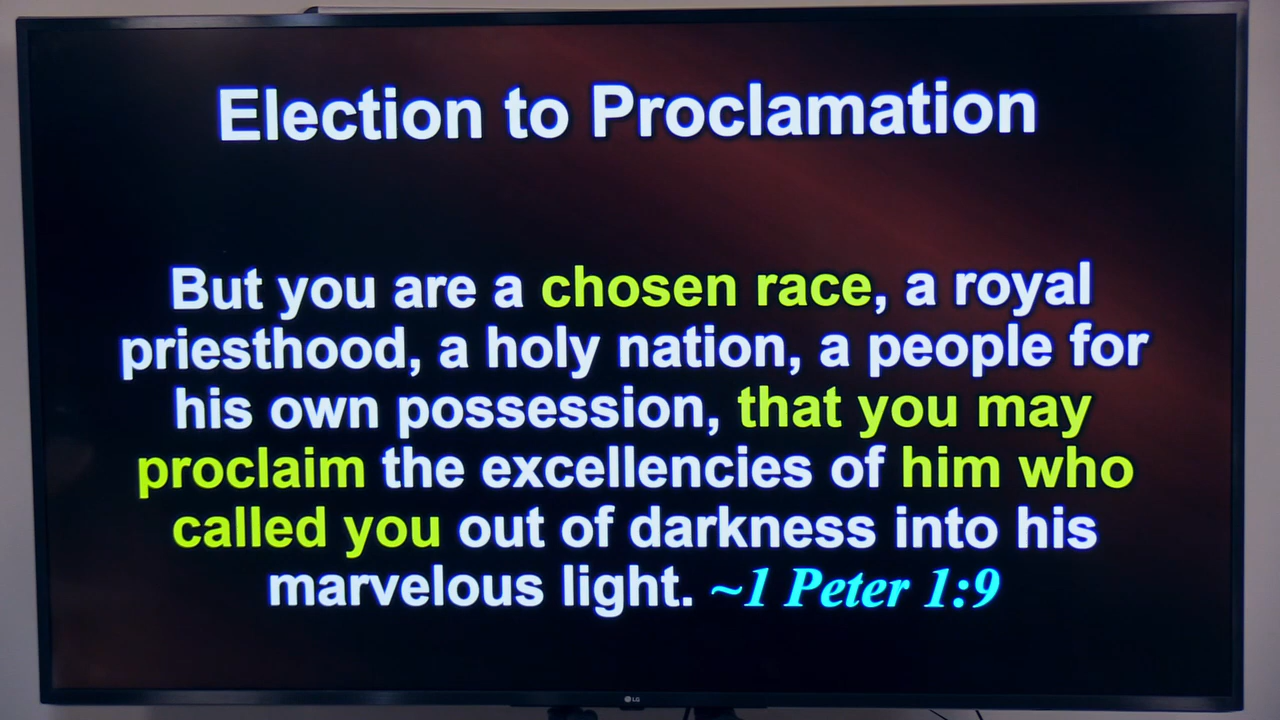 Election to Proclamation
But you are a chosen race, a royal
priesthood, a holy nation, a people for
his own possession, that you may
proclaim the excellencies of him who
called you out of darkness into his
marvelous light. ~1 Peter 1:9
LG